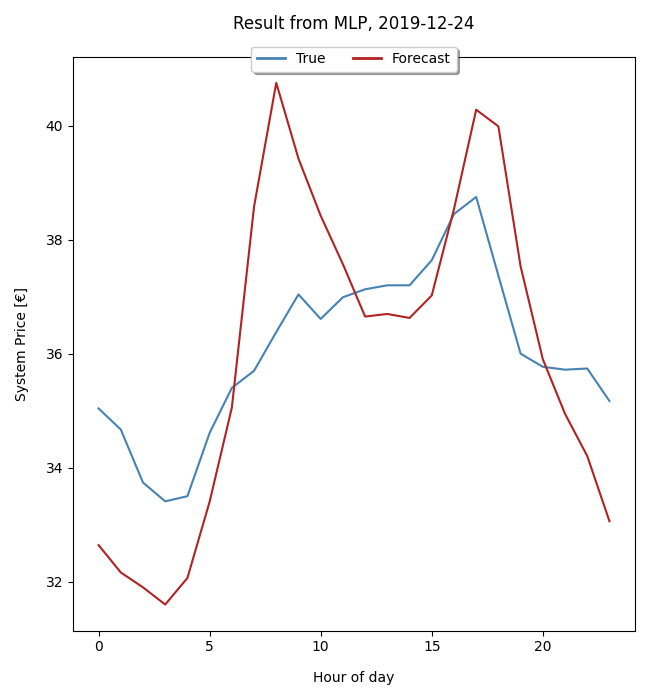 Result from MLP, 2019-12-24
True Forecast
40
38
36
34
32
System Price [€]
0 5 10 15 20
Hour of day